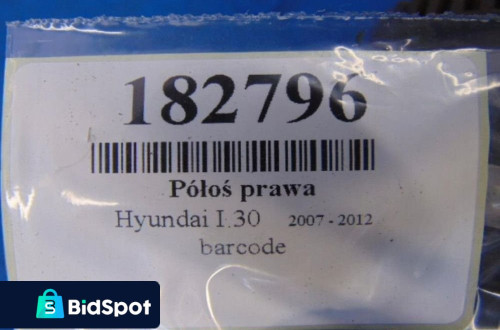 182796
Półoś prawa
Hyundai I.30 2007 - 2012
barcode
BidSpot